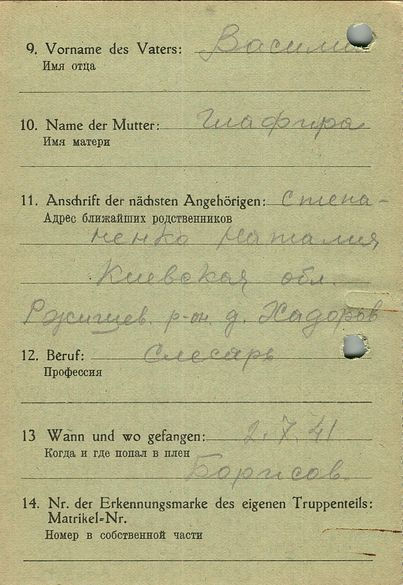 9. Vorname des Vaters: Василий
Имя отца
10. Name der Mutter: Глафира
Имя матери
11. Anschrift der nächsten Angehörigen: Степа-
Адрес ближайших родственников
ненко Наталия
Киевская обл.
Ржищев. р-он д. Ходоров
12. Beruf: Слесарь
Профессия
13 Wann und wo gefangen: 2.7.41
Когда и где попал в плен
Борисов
14. Nr. der Erkennungsmarke des eigenen Truppenteils:
Matrikel=Nr.
Номер в собственной части